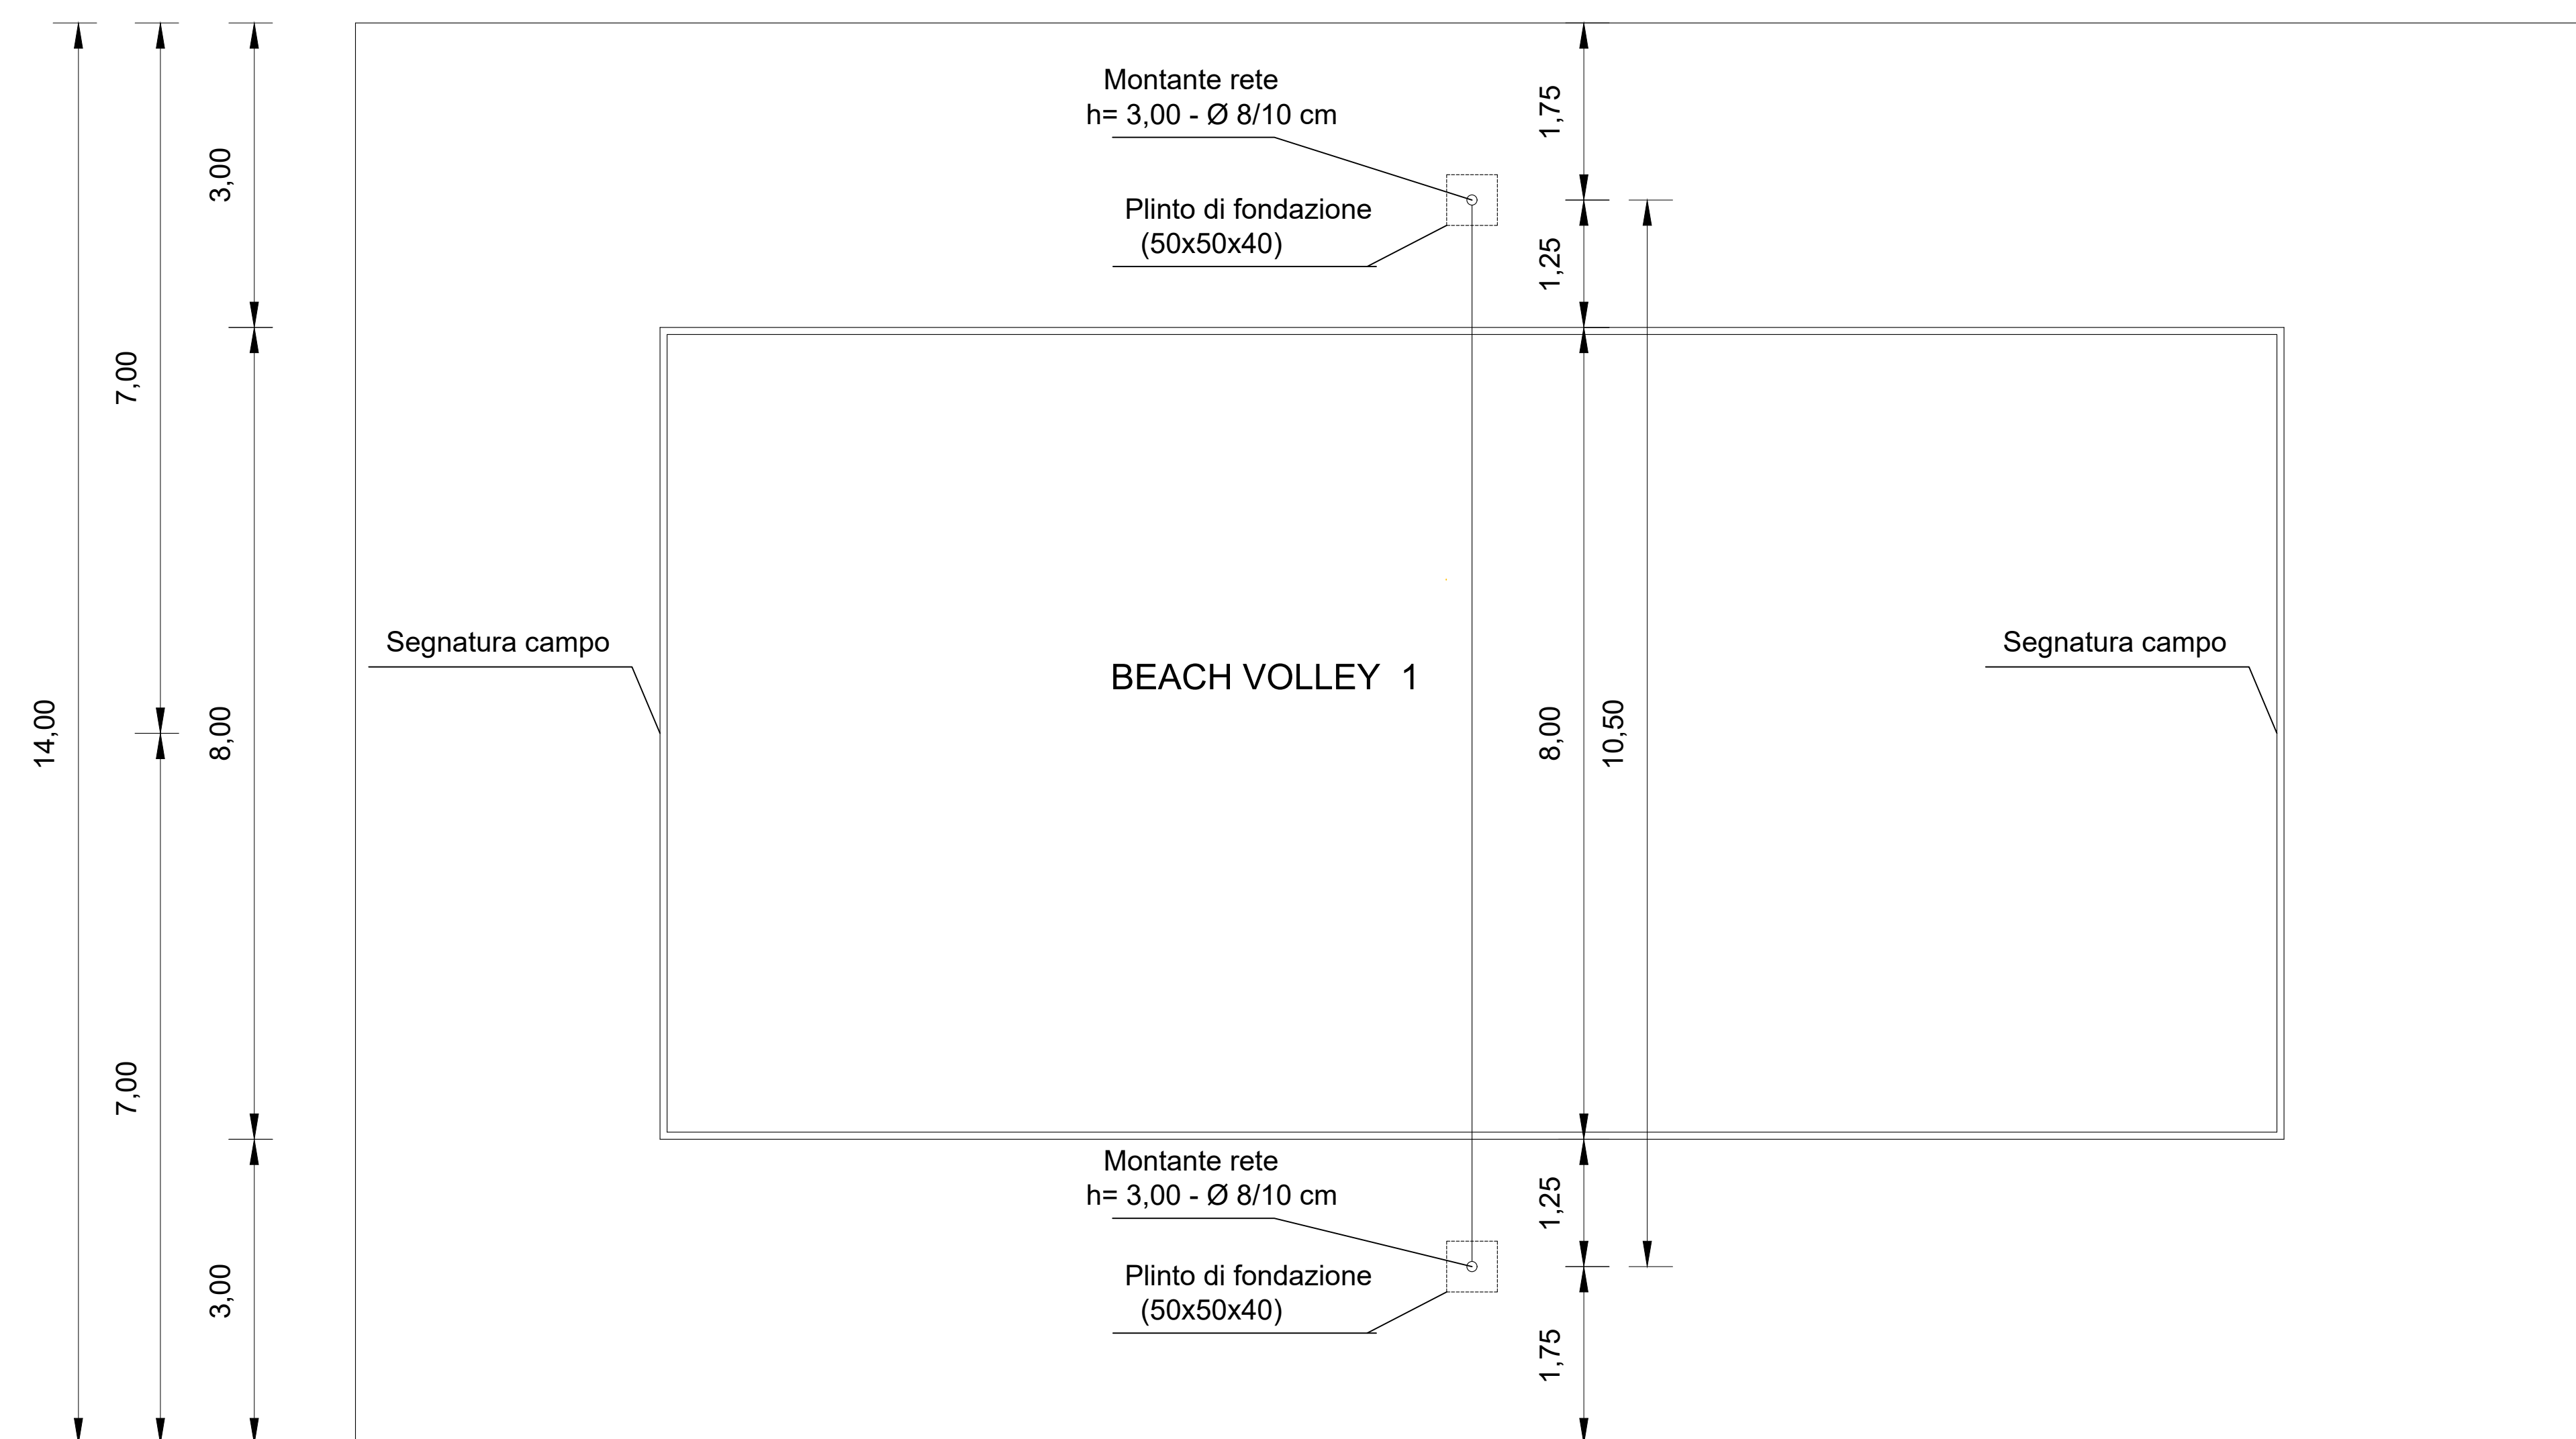 Montante rete
h= 3,00 - Ø 8/10 cm
1,75
3,00
Plinto di fondazione
(50x50x40)
1,25
7,00
Segnatura campo
Segnatura campo
BEACH VOLLEY 1
14,00
8,00
8,00
10,50
7,00
Montante rete
h= 3,00 - Ø 8/10 cm
1,25
Plinto di fondazione
(50x50x40)
3,00
1,75